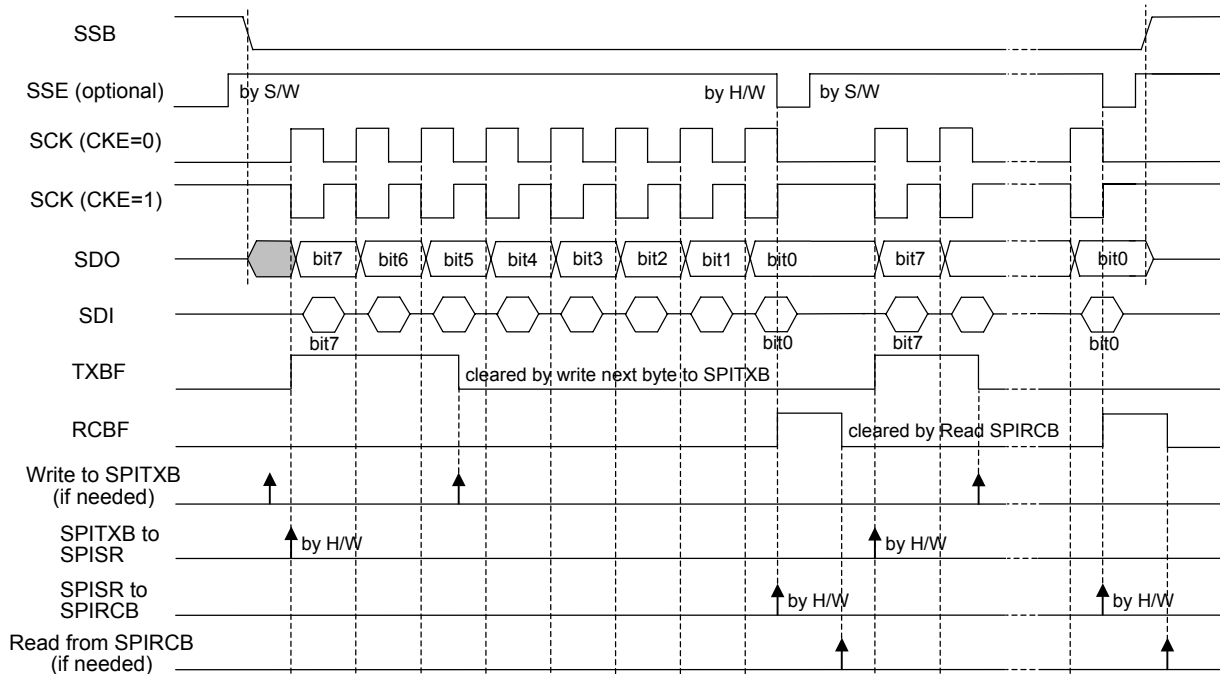 SSB
SSE (optional)
by S/W
by H/W
by S/W
SCK (CKE=0)
SCK (CKE=1)
SDO
bit7 bit6 bit5 bit4 bit3 bit2 bit1 bit0 bit7 bit0
SDI
bit7 bit0 bit7 bit0
TXBF
cleared by write next byte to SPITXB
RCBF
cleared by Read SPIRCB
Write to SPITXB
(if needed)
SPITXB to
SPISR
by H/W
by H/W
SPISR to
SPIRCB
by H/W
by H/W
Read from SPIRCB
(if needed)